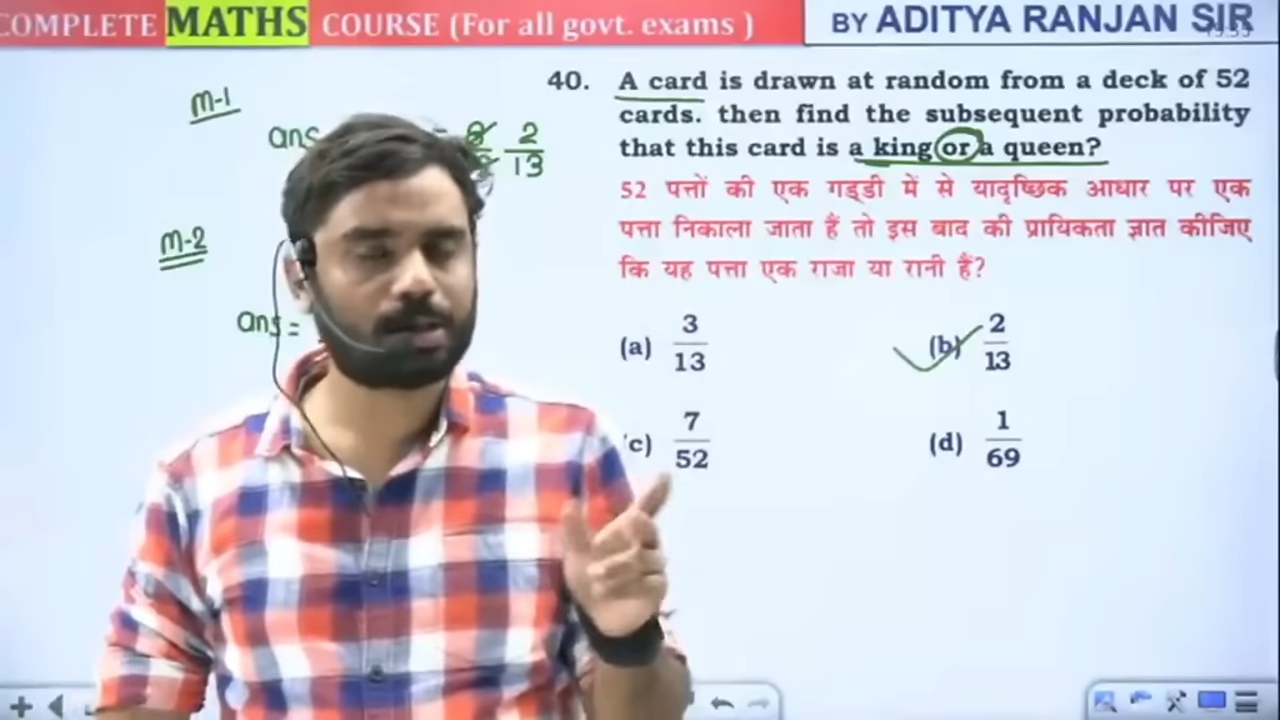 COMPLETE MATHS COURSE (For all govt. exams )
BY ADITYA RANJAN SIR
M-1
ans
= 8 2
13
M-2
ans =
40. A card is drawn at random from a deck of 52
cards. then find the subsequent probability
that this card is a king or a queen?
52 पत्तों की एक गड्डी में से यादृच्छिक आधार पर एक
पत्ता निकाला जाता हैं तो इस बाद की प्रायिकता ज्ञात कीजिए
कि यह पत्ता एक राजा या रानी हैं?
(a) 3/13
(b) 2/13
(c) 7/52
(d) 1/69